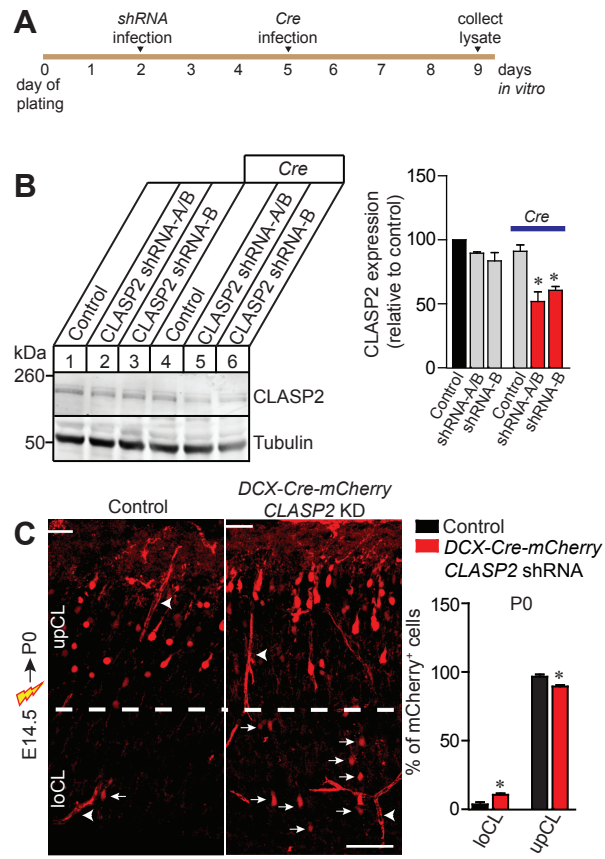 A
shRNA
infection
Cre
infection
collect
lysate
0 1 2 3 4 5 6 7 8 9 days
in vitro
day of
plating
B
Cre
Control
CLASP2 shRNA-A/B
CLASP2 shRNA-B
Control
CLASP2 shRNA-A/B
CLASP2 shRNA-B
kDa
1 2 3 4 5 6
260
CLASP2
50
Tubulin
CLASP2 expression
(relative to control)
150
100
50
0
Cre
* *
Control
shRNA-A/B
shRNA-B
Control
shRNA-A/B
shRNA-B
C
Control
DCX-Cre-mCherry
CLASP2 KD
E14.5 → P0
upCL
loCL
Control
DCX-Cre-mCherry
CLASP2 shRNA
P0
% of mCherry+ cells
150
100
50
0
*
*
loCL
upCL